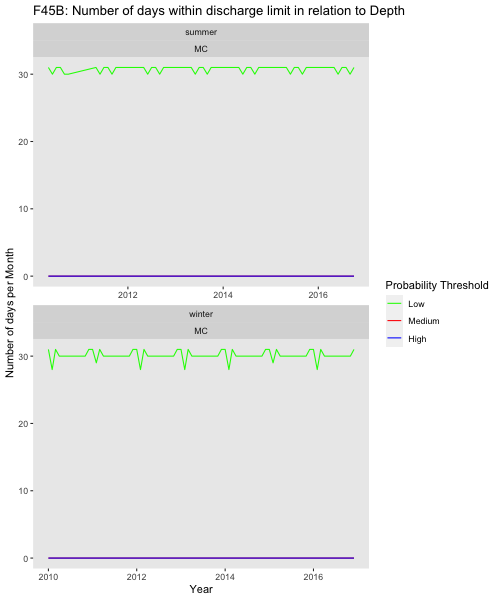 F45B: Number of days within discharge limit in relation to Depth
summer
MC
30
20
10
0
2012 2014 2016
winter
MC
30
20
10
0
2010 2012 2014 2016
Year
Number of days per Month
Probability Threshold
Low
Medium
High